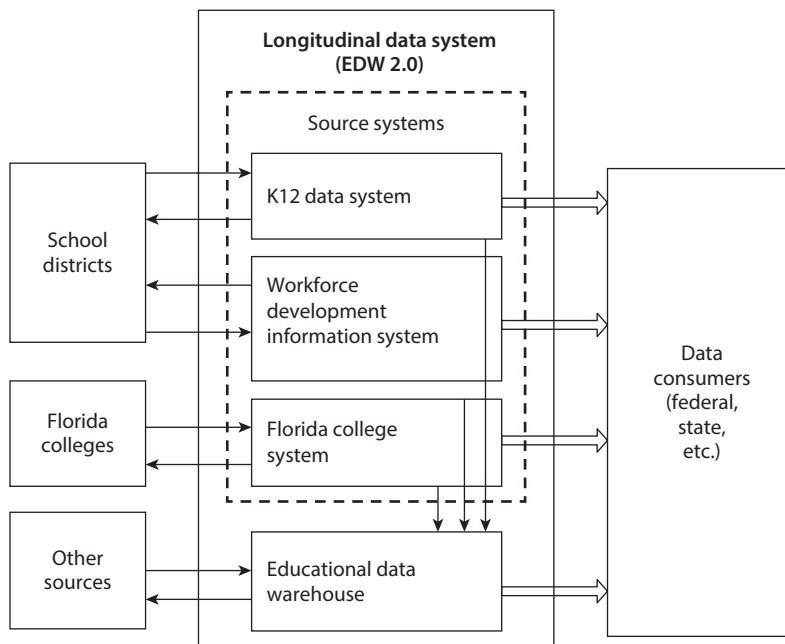 Longitudinal data system
(EDW 2.0)
Source systems
School
districts
K12 data system
Workforce
development
information system
Florida
colleges
Florida college
system
Other
sources
Educational data
warehouse
Data
consumers
(federal,
state,
etc.)